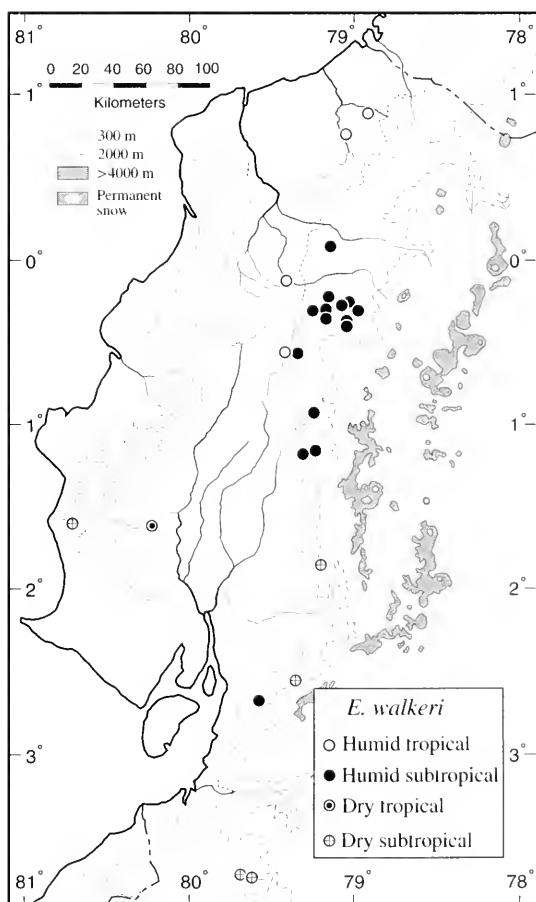 81 80 79 78
0 20 40 60 80 100
Kilometers
300 m
2000 m
>4000 m
Permanent
snow
1° 1°
0° 0°
1° 1°
2° 2°
3° 3°
E. walkeri
Humid tropical
Humid subtropical
Dry tropical
Dry subtropical
81 80 79 78